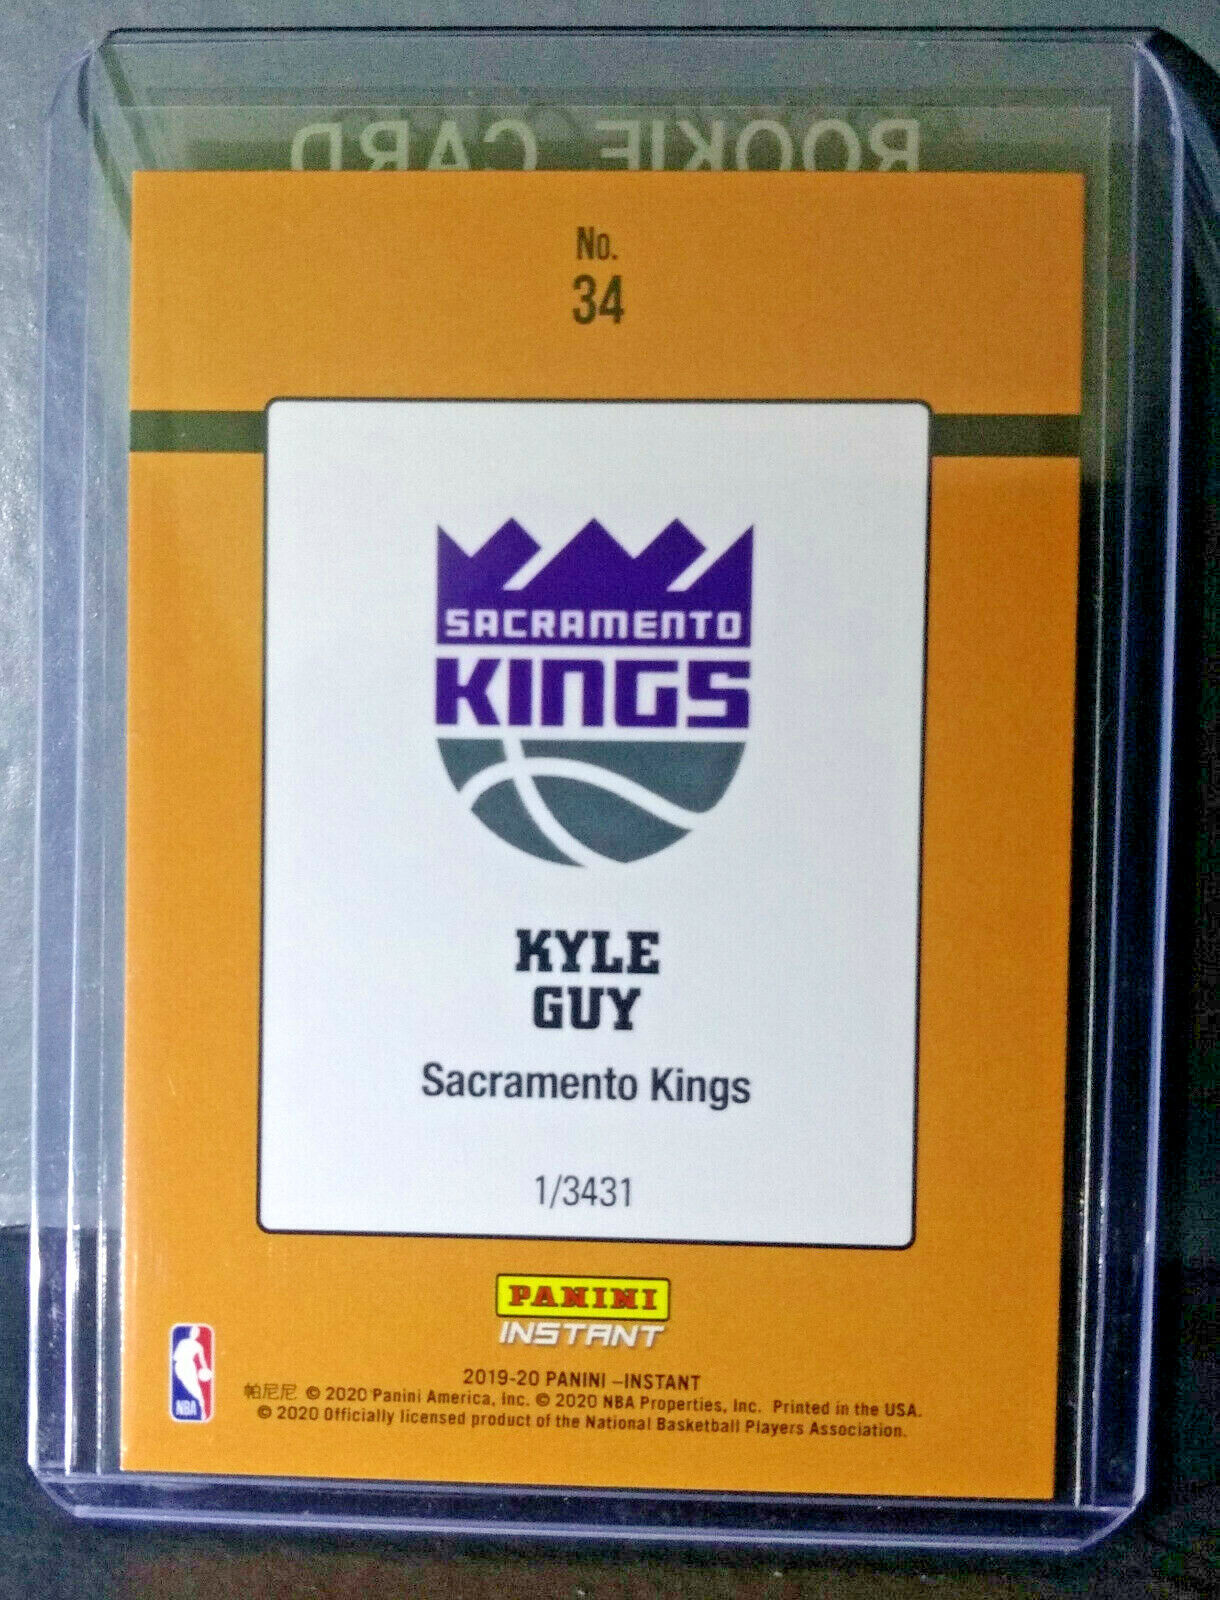 ROOKIE CARD
No.
34
SACRAMENTO
KINGS
KYLE
GUY
Sacramento Kings
1/3431
PANINI
INSTANT
NBA
2019-20 PANINI –INSTANT
帕尼尼 © 2020 Panini America, Inc. © 2020 NBA Properties, Inc. Printed in the USA.
© 2020 Officially licensed product of the National Basketball Players Association.